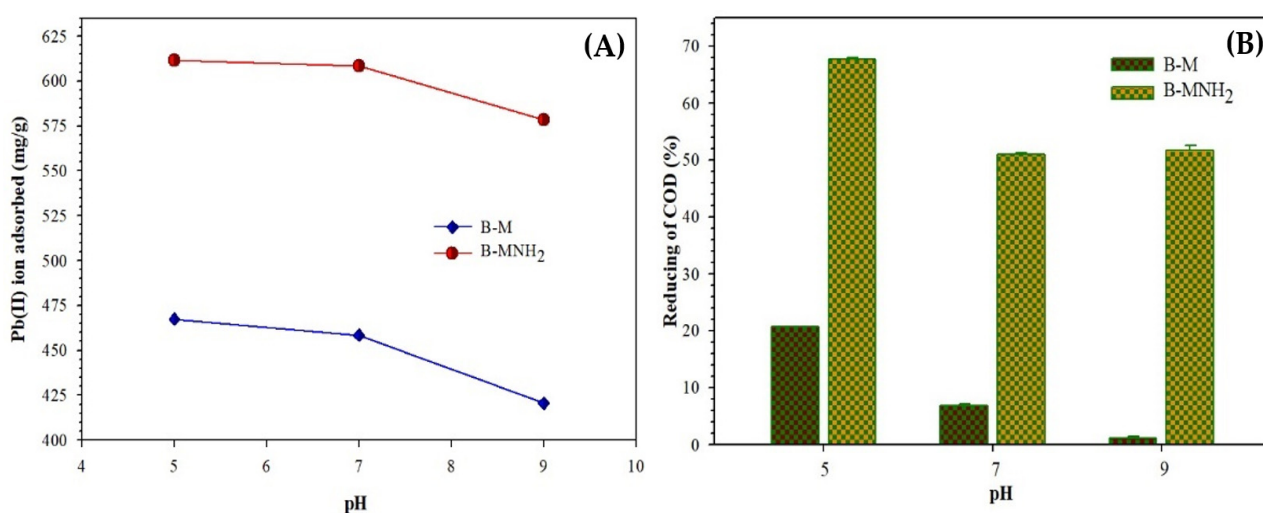 (A)
Pb(II) ion adsorbed (mg/g)
625
600
575
550
525
500
475
450
425
400
B-M
B-MNH2
4 5 6 7 8 9 10
pH
(B)
Reducing of COD (%)
70
60
50
40
30
20
10
0
B-M
B-MNH2
5 7 9
pH